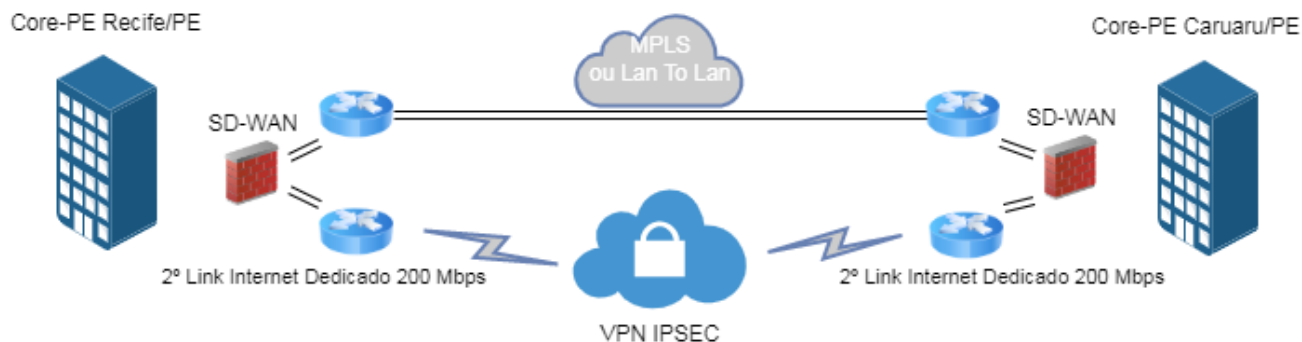 Core-PE Recife/PE
MPLS
ou Lan To Lan
Core-PE Caruaru/PE
SD-WAN
SD-WAN
2º Link Internet Dedicado 200 Mbps
2º Link Internet Dedicado 200 Mbps
VPN IPSEC